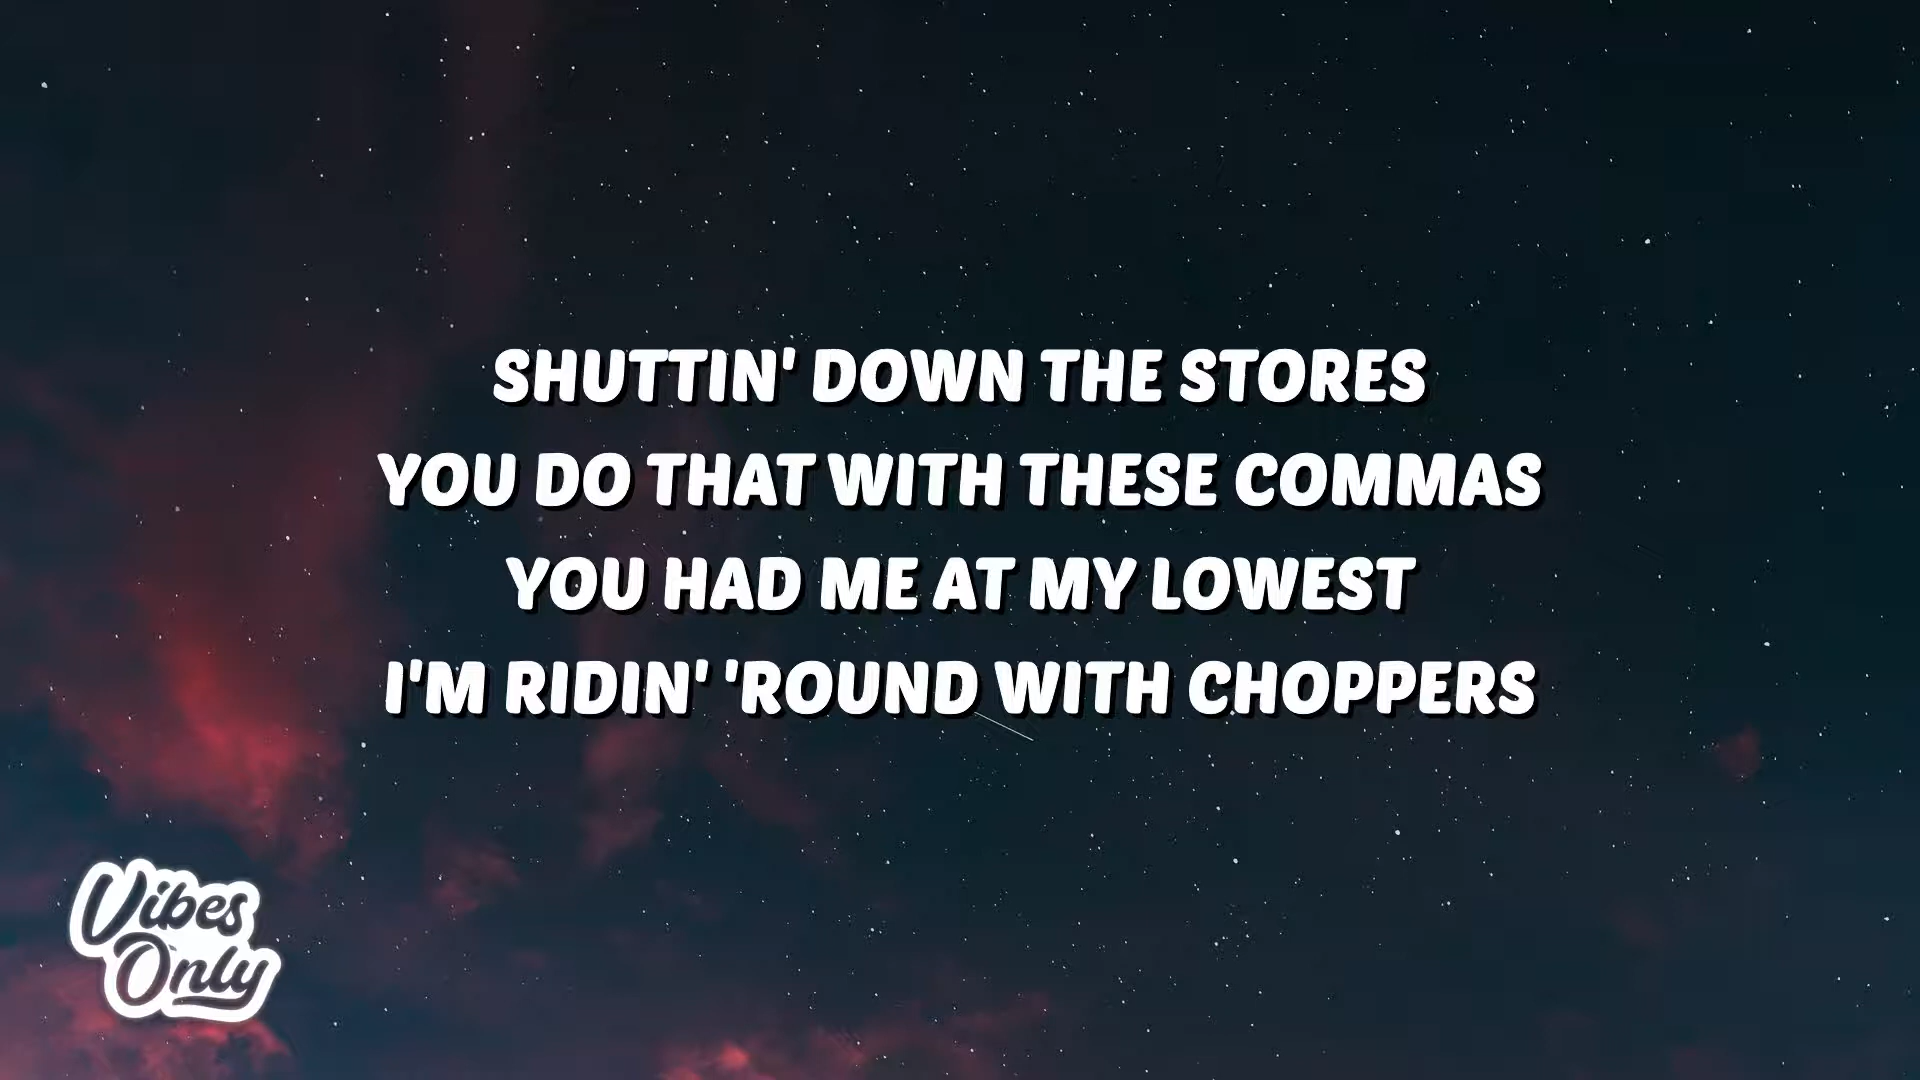 SHUTTIN' DOWN THE STORES
YOU DO THAT WITH THESE COMMAS
YOU HAD ME AT MY LOWEST
I'M RIDIN' 'ROUND WITH CHOPPERS
Vibes
Only